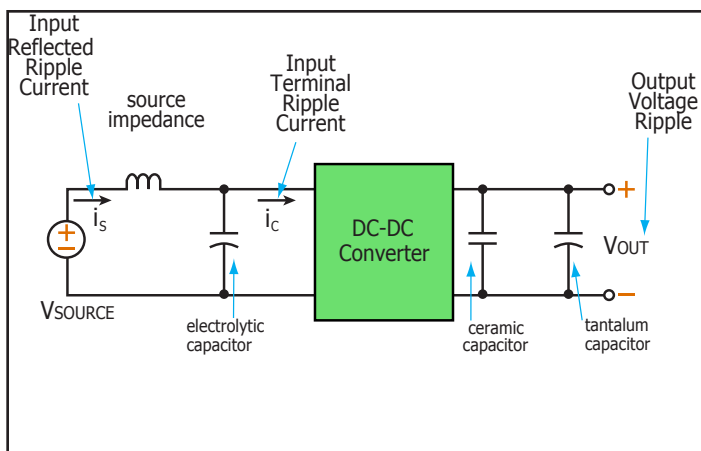 Input
Reflected
Ripple
Current
source
impedance
Input
Terminal
Ripple
Current
Output
Voltage
Ripple
iS
iC
DC-DC
Converter
+
−
+
VOUT
−
VSOURCE
electrolytic
capacitor
ceramic
capacitor
tantalum
capacitor